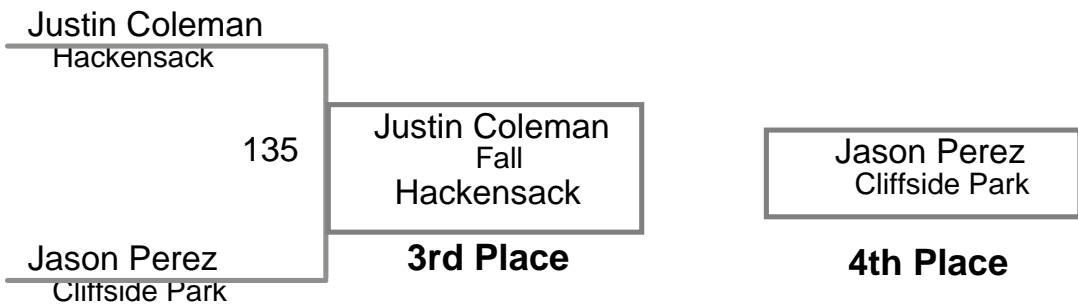 Justin Coleman
Hackensack
135
Jason Perez
Cliffside Park
Justin Coleman
Fall
Hackensack
3rd Place
Jason Perez
Cliffside Park
4th Place